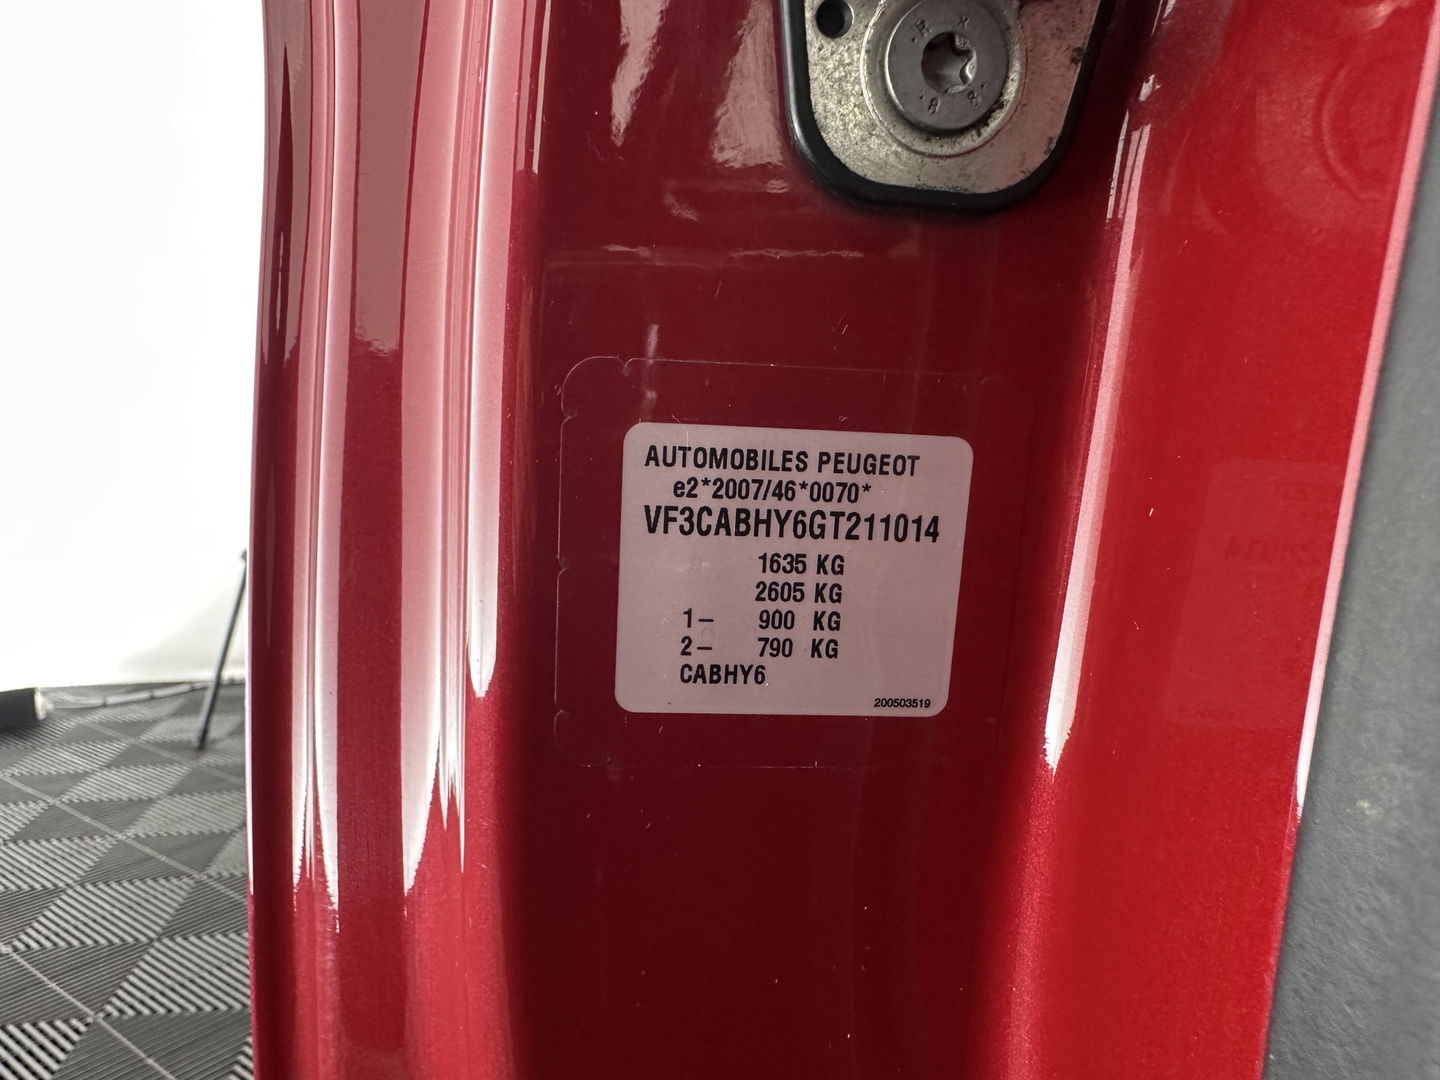 AUTOMOBILES PEUGEOT
e2*2007/46*0070*
VF3CABHY6GT211014
1635 KG
2605 KG
1– 900 KG
2– 790 KG
CABHY6
200503519